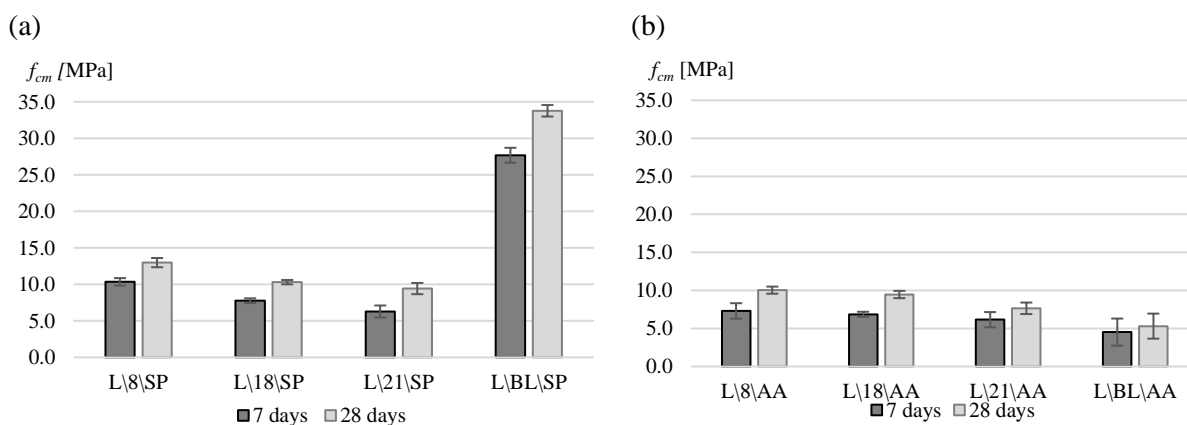 (a)
f_cm [MPa]
35.0
30.0
25.0
20.0
15.0
10.0
5.0
0.0
L\8\SP L\18\SP L\21\SP L\BL\SP
7 days 28 days
(b)
f_cm [MPa]
35.0
30.0
25.0
20.0
15.0
10.0
5.0
0.0
L\8\AA L\18\AA L\21\AA L\BL\AA
7 days 28 days